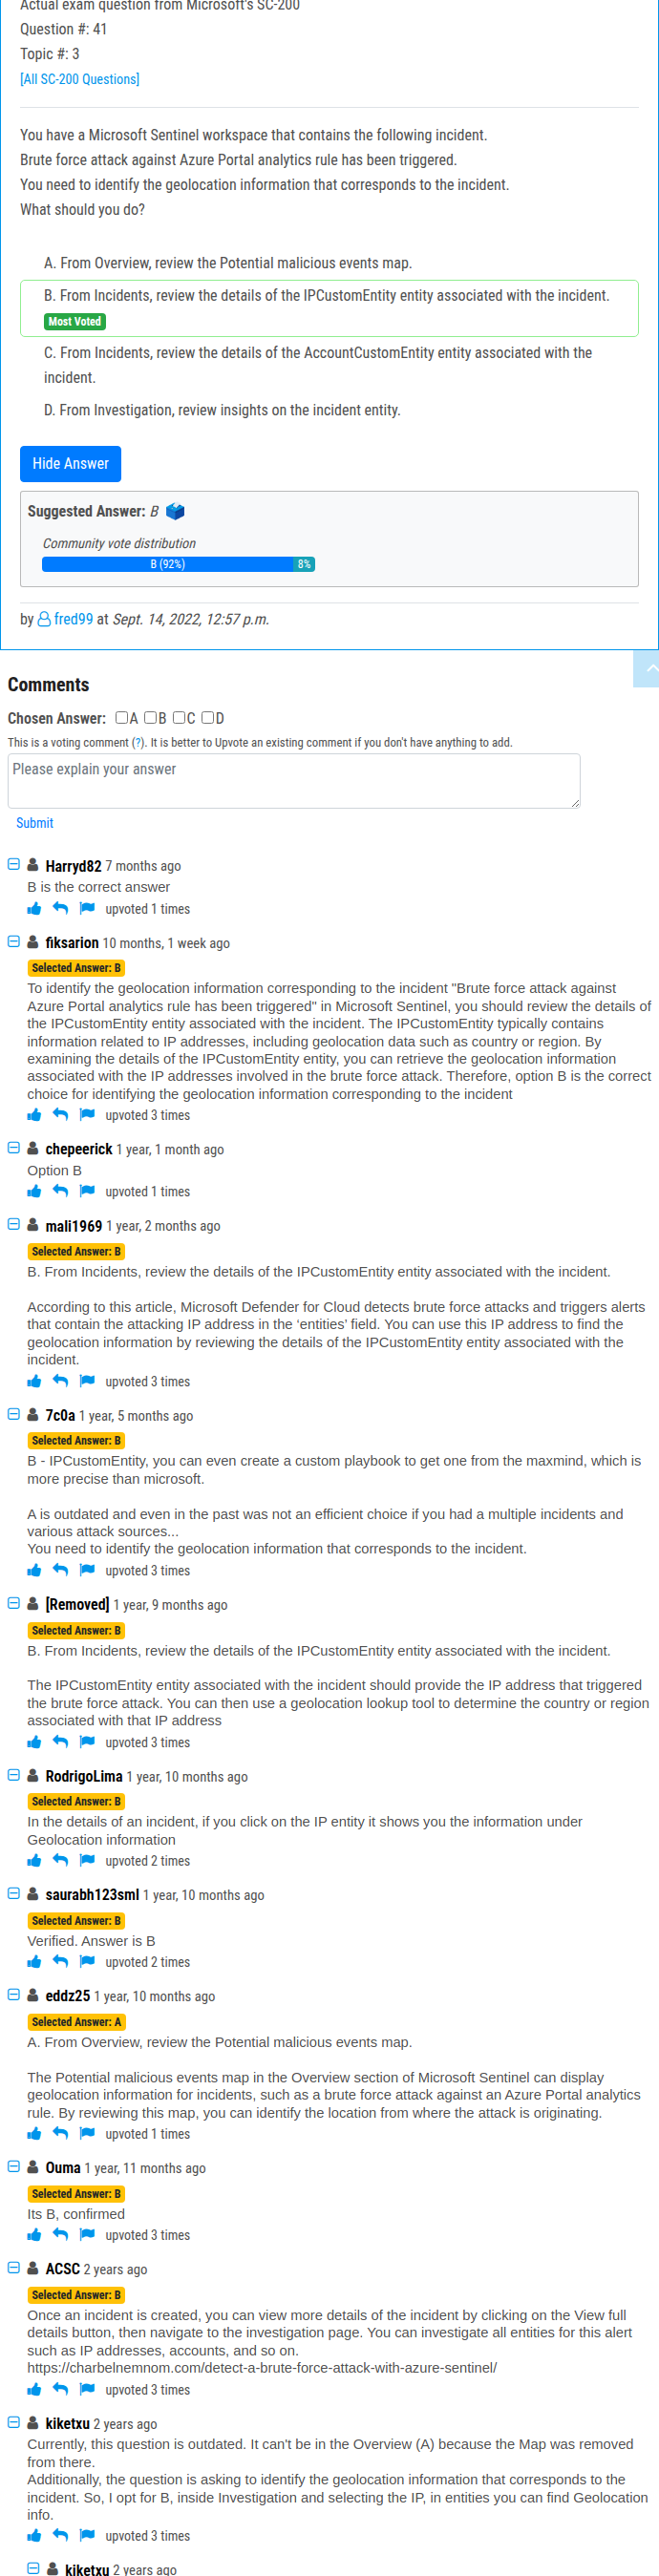 Actual exam question from Microsoft's SC-200
Question #: 41
Topic #: 3
[All SC-200 Questions]
You have a Microsoft Sentinel workspace that contains the following incident.
Brute force attack against Azure Portal analytics rule has been triggered.
You need to identify the geolocation information that corresponds to the incident.
What should you do?
A. From Overview, review the Potential malicious events map.
B. From Incidents, review the details of the IPCustomEntity entity associated with the incident.
Most Voted
C. From Incidents, review the details of the AccountCustomEntity entity associated with the
incident.
D. From Investigation, review insights on the incident entity.
Hide Answer
Suggested Answer: B
Community vote distribution
B (92%) 8%
by fred99 at Sept. 14, 2022, 12:57 p.m.
Comments
Chosen Answer: A B C D
This is a voting comment (?). It is better to Upvote an existing comment if you don't have anything to add.
Please explain your answer
Submit
Harryd82 7 months ago
B is the correct answer
upvoted 1 times
fiksarion 10 months, 1 week ago
Selected Answer: B
To identify the geolocation information corresponding to the incident "Brute force attack against
Azure Portal analytics rule has been triggered" in Microsoft Sentinel, you should review the details of
the IPCustomEntity entity associated with the incident. The IPCustomEntity typically contains
information related to IP addresses, including geolocation data such as country or region. By
examining the details of the IPCustomEntity entity, you can retrieve the geolocation information
associated with the IP addresses involved in the brute force attack. Therefore, option B is the correct
choice for identifying the geolocation information corresponding to the incident
upvoted 3 times
chepeerick 1 year, 1 month ago
Option B
upvoted 1 times
mali1969 1 year, 2 months ago
Selected Answer: B
B. From Incidents, review the details of the IPCustomEntity entity associated with the incident.
According to this article, Microsoft Defender for Cloud detects brute force attacks and triggers alerts
that contain the attacking IP address in the ‘entities’ field. You can use this IP address to find the
geolocation information by reviewing the details of the IPCustomEntity entity associated with the
incident.
upvoted 3 times
7c0a 1 year, 5 months ago
Selected Answer: B
B - IPCustomEntity, you can even create a custom playbook to get one from the maxmind, which is
more precise than microsoft.
A is outdated and even in the past was not an efficient choice if you had a multiple incidents and
various attack sources...
You need to identify the geolocation information that corresponds to the incident.
upvoted 3 times
[Removed] 1 year, 9 months ago
Selected Answer: B
B. From Incidents, review the details of the IPCustomEntity entity associated with the incident.
The IPCustomEntity entity associated with the incident should provide the IP address that triggered
the brute force attack. You can then use a geolocation lookup tool to determine the country or region
associated with that IP address
upvoted 3 times
RodrigoLima 1 year, 10 months ago
Selected Answer: B
In the details of an incident, if you click on the IP entity it shows you the information under
Geolocation information
upvoted 2 times
saurabh123sml 1 year, 10 months ago
Selected Answer: B
Verified. Answer is B
upvoted 2 times
eddz25 1 year, 10 months ago
Selected Answer: A
A. From Overview, review the Potential malicious events map.
The Potential malicious events map in the Overview section of Microsoft Sentinel can display
geolocation information for incidents, such as a brute force attack against an Azure Portal analytics
rule. By reviewing this map, you can identify the location from where the attack is originating.
upvoted 1 times
Ouma 1 year, 11 months ago
Selected Answer: B
Its B, confirmed
upvoted 3 times
ACSC 2 years ago
Selected Answer: B
Once an incident is created, you can view more details of the incident by clicking on the View full
details button, then navigate to the investigation page. You can investigate all entities for this alert
such as IP addresses, accounts, and so on.
https://charbelnemnom.com/detect-a-brute-force-attack-with-azure-sentinel/
upvoted 3 times
kiketxu 2 years ago
Currently, this question is outdated. It can't be in the Overview (A) because the Map was removed
from there.
Additionally, the question is asking to identify the geolocation information that corresponds to the
incident. So, I opt for B, inside Investigation and selecting the IP, in entities you can find Geolocation
info.
upvoted 3 times
kiketxu 2 years ago